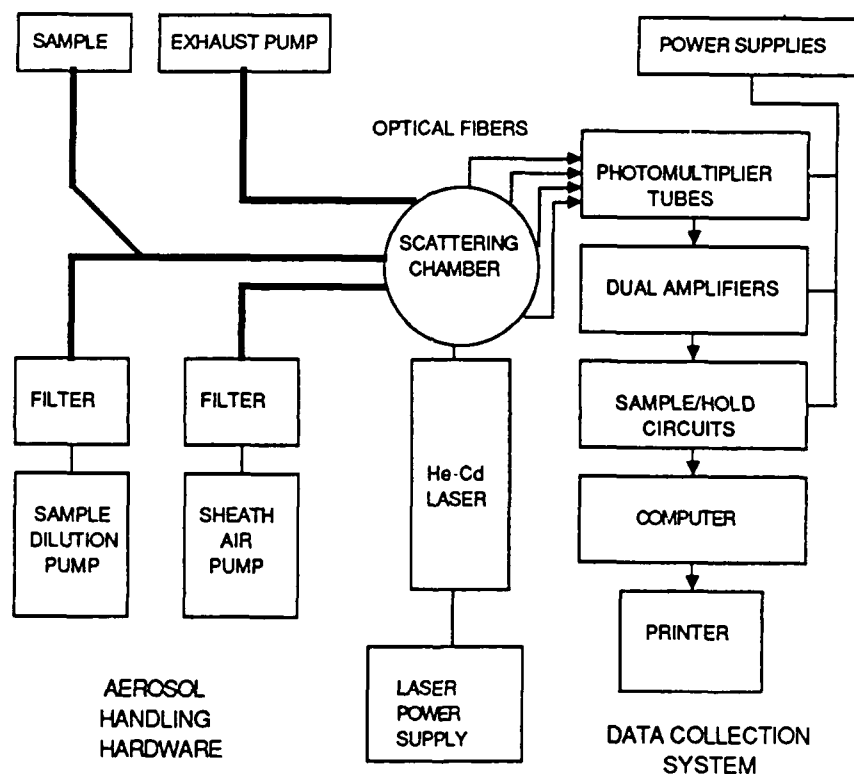 SAMPLE
EXHAUST PUMP
POWER SUPPLIES
OPTICAL FIBERS
PHOTOMULTIPLIER
TUBES
SCATTERING
CHAMBER
DUAL AMPLIFIERS
FILTER
FILTER
SAMPLE/HOLD
CIRCUITS
He-Cd
LASER
SAMPLE
DILUTION
PUMP
SHEATH
AIR
PUMP
COMPUTER
PRINTER
LASER
POWER
SUPPLY
AEROSOL
HANDLING
HARDWARE
DATA COLLECTION
SYSTEM